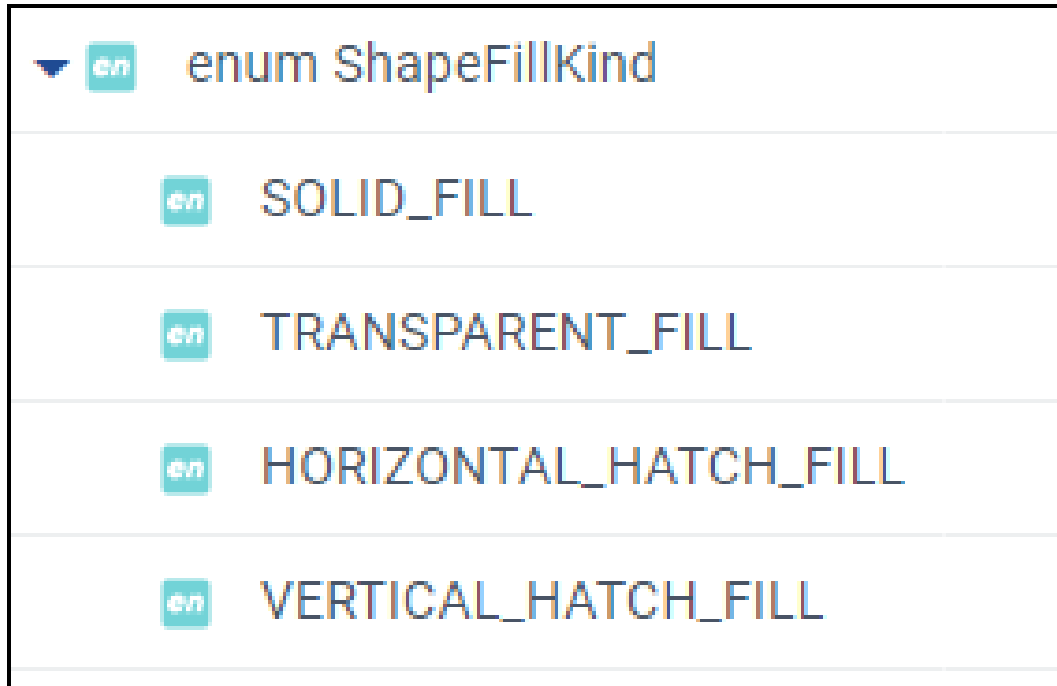 en enum ShapeFillKind
en SOLID_FILL
en TRANSPARENT_FILL
en HORIZONTAL_HATCH_FILL
en VERTICAL_HATCH_FILL